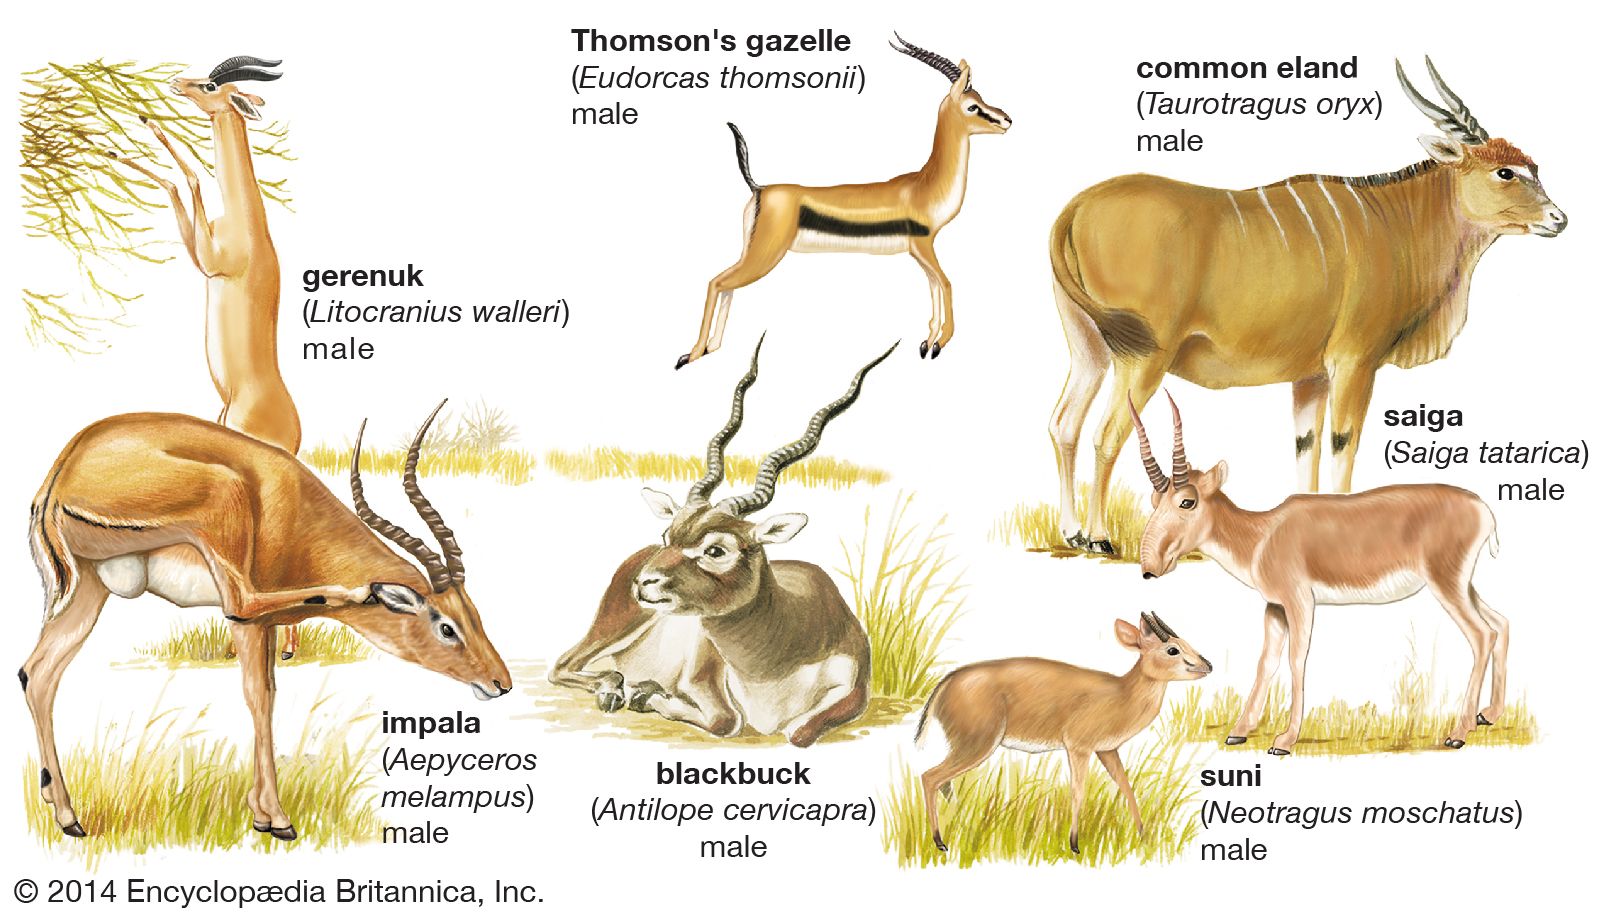 Thomson's gazelle
(Eudorcas thomsonii)
male
common eland
(Taurotragus oryx)
male
gerenuk
(Litocranius walleri)
male
saiga
(Saiga tatarica)
male
impala
(Aepyceros
melampus)
male
blackbuck
(Antilope cervicapra)
male
suni
(Neotragus moschatus)
male
© 2014 Encyclopædia Britannica, Inc.